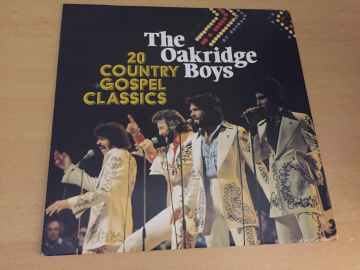 The
Oakridge
Boys
20
COUNTRY
GOSPEL
CLASSICS